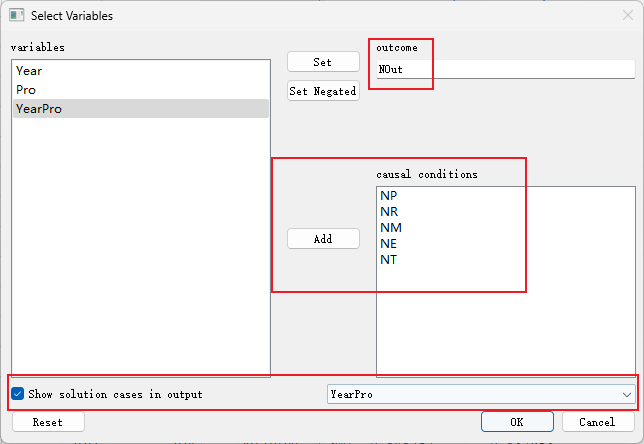 Select Variables
variables
outcome
Year
Pro
YearPro
Set
Set Negated
NOut
causal conditions
NP
NR
NM
NE
NT
Add
Show solution cases in output
YearPro
Reset
OK
Cancel